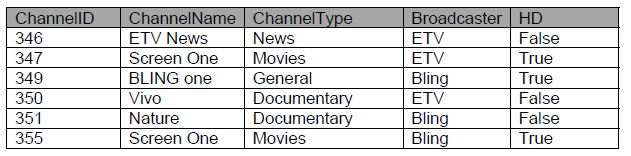 ChannelID ChannelName ChannelType Broadcaster HD
346 ETV News News ETV False
347 Screen One Movies ETV True
349 BLING one General Bling True
350 Vivo Documentary ETV False
351 Nature Documentary Bling False
355 Screen One Movies Bling True